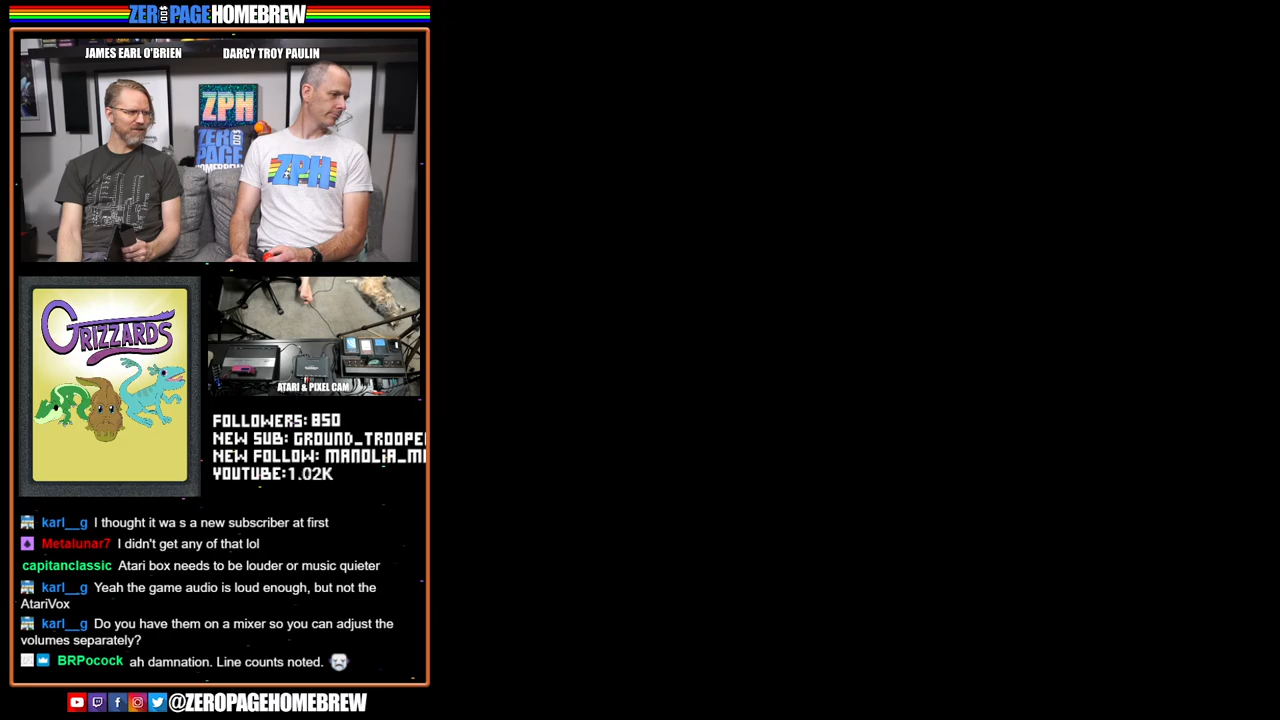 ZEROPAGEHOMEBREW
JAMES EARL O'BRIEN
DARCY TROY PAULIN
ZPH
ZERO
PAGE
HOMEBREW
ZPH
GRIZZARDS
ATARI & PIXEL CAM
FOLLOWERS: 850
NEW SUB: GROUND_TROOPE
NEW FOLLOW: MANOLIA_M
YOUTUBE:1.02K
karl__g I thought it wa s a new subscriber at first
Metalunar7 I didn't get any of that lol
capitanclassic Atari box needs to be louder or music quieter
karl__g Yeah the game audio is loud enough, but not the
AtariVox
karl__g Do you have them on a mixer so you can adjust the
volumes separately?
BRPocock ah damnation. Line counts noted.
@ZEROPAGEHOMEBREW